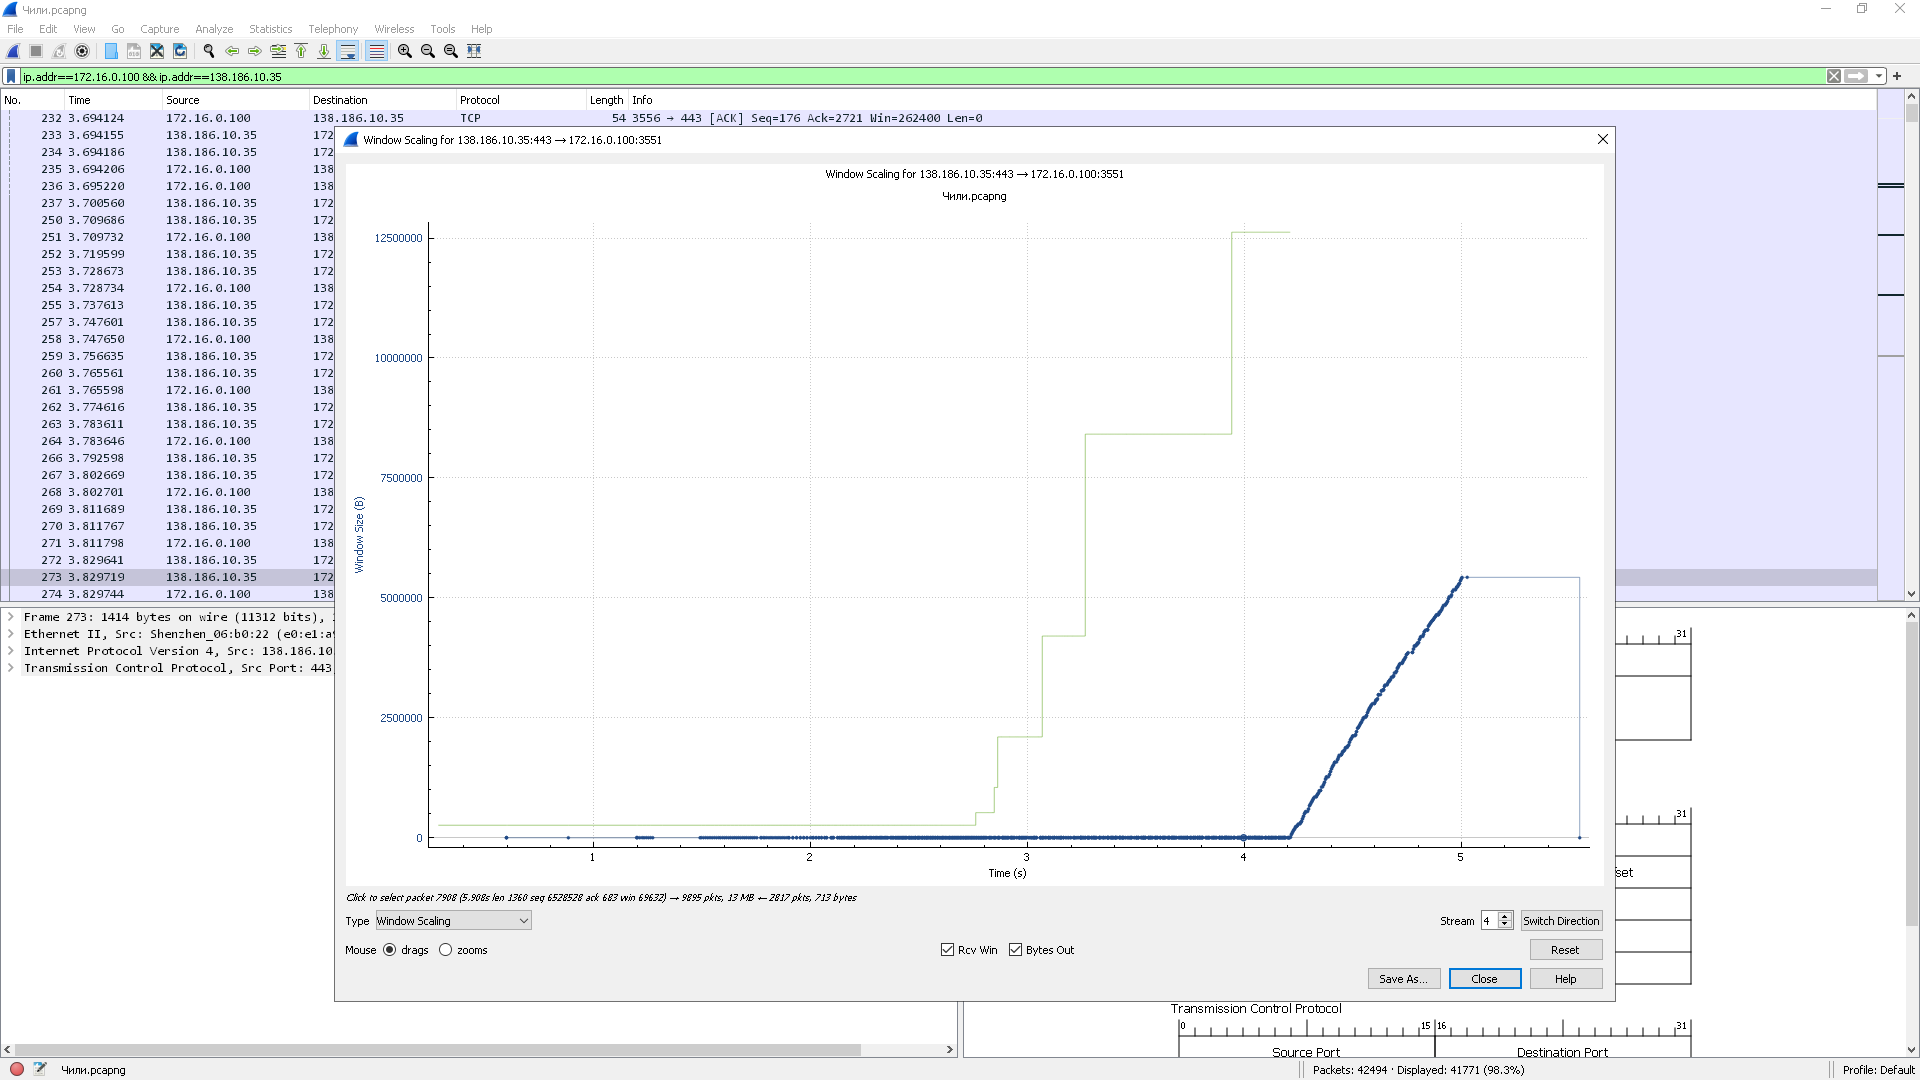 Чили.pcapng
File Edit View Go Capture Analyze Statistics Telephony Wireless Tools Help
ip.addr==172.16.0.100 && ip.addr==138.186.10.35
No. Time Source Destination Protocol Length Info
232 3.694124 172.16.0.100 138.186.10.35 TCP 54 3556 → 443 [ACK] Seq=176 Ack=2721 Win=262400 Len=0
233 3.694155 138.186.10.35 172
234 3.694186 138.186.10.35 172
235 3.694206 172.16.0.100 138
236 3.695220 172.16.0.100 138
237 3.700560 138.186.10.35 172
250 3.709686 138.186.10.35 172
251 3.709732 172.16.0.100 138
252 3.719599 138.186.10.35 172
253 3.728673 138.186.10.35 172
254 3.728734 172.16.0.100 138
255 3.737613 138.186.10.35 172
257 3.747601 138.186.10.35 172
258 3.747650 172.16.0.100 138
259 3.756635 138.186.10.35 172
260 3.765561 138.186.10.35 172
261 3.765598 172.16.0.100 138
262 3.774616 138.186.10.35 172
263 3.783611 138.186.10.35 172
264 3.783646 172.16.0.100 138
266 3.792598 138.186.10.35 172
267 3.802669 138.186.10.35 172
268 3.802701 172.16.0.100 138
269 3.811689 138.186.10.35 172
270 3.811767 138.186.10.35 172
271 3.811798 172.16.0.100 138
272 3.829641 138.186.10.35 172
273 3.829719 138.186.10.35 172
274 3.829744 172.16.0.100 138
Frame 273: 1414 bytes on wire (11312 bits),
Ethernet II, Src: Shenzhen_06:b0:22 (e0:e1:a9
Internet Protocol Version 4, Src: 138.186.10
Transmission Control Protocol, Src Port: 443
Window Scaling for 138.186.10.35:443 → 172.16.0.100:3551
Window Scaling for 138.186.10.35:443 → 172.16.0.100:3551
Чили.pcapng
12500000
10000000
7500000
5000000
2500000
0
Window Size (B)
1 2 3 4 5
Time (s)
Click to select packet 7908 (5.908s len 1360 seq 6528528 ack 683 win 69632) → 9895 pkts, 13 MB ← 2817 pkts, 713 bytes
Type Window Scaling Stream 4 Switch Direction
Mouse drags zooms Rcv Win Bytes Out Reset
Save As... Close Help
31
31
set
Transmission Control Protocol
0 15 16 31
Source Port Destination Port
Чили.pcapng Packets: 42494 · Displayed: 41771 (98.3%) Profile: Default